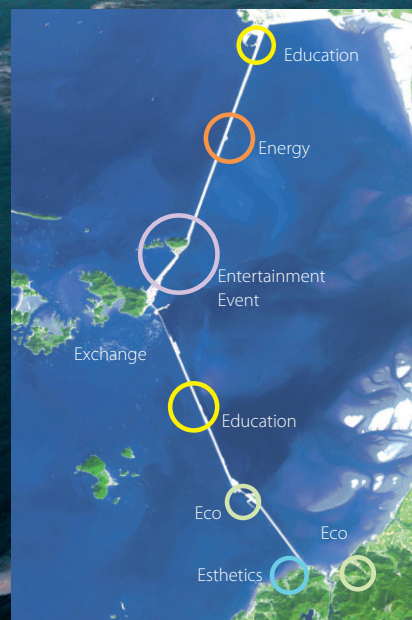 Education
Energy
Entertainment
Event
Exchange
Education
Eco
Eco
Esthetics